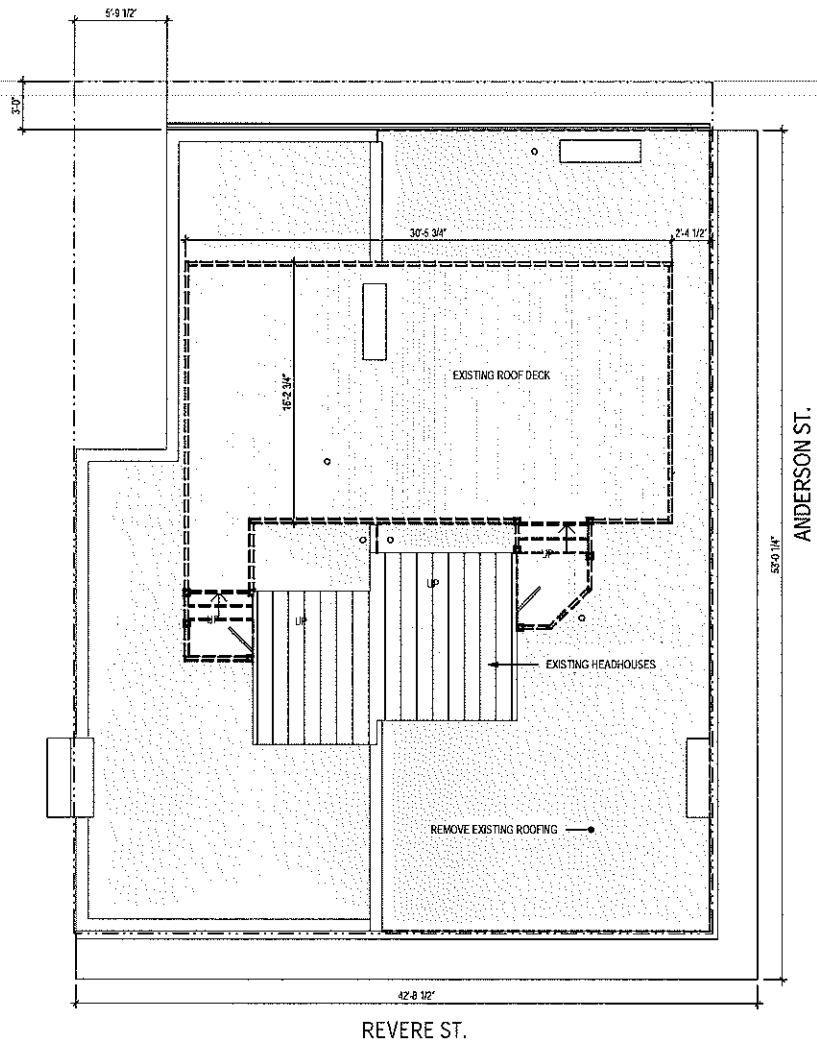 5'-9 1/2"
3'-0"
30'-5 3/4"
2'-4 1/2"
16'-2 3/4"
EXISTING ROOF DECK
ANDERSON ST.
53'-0 1/4"
UP
UP
UP
UP
EXISTING HEADHOUSES
REMOVE EXISTING ROOFING
42'-8 1/2"
REVERE ST.